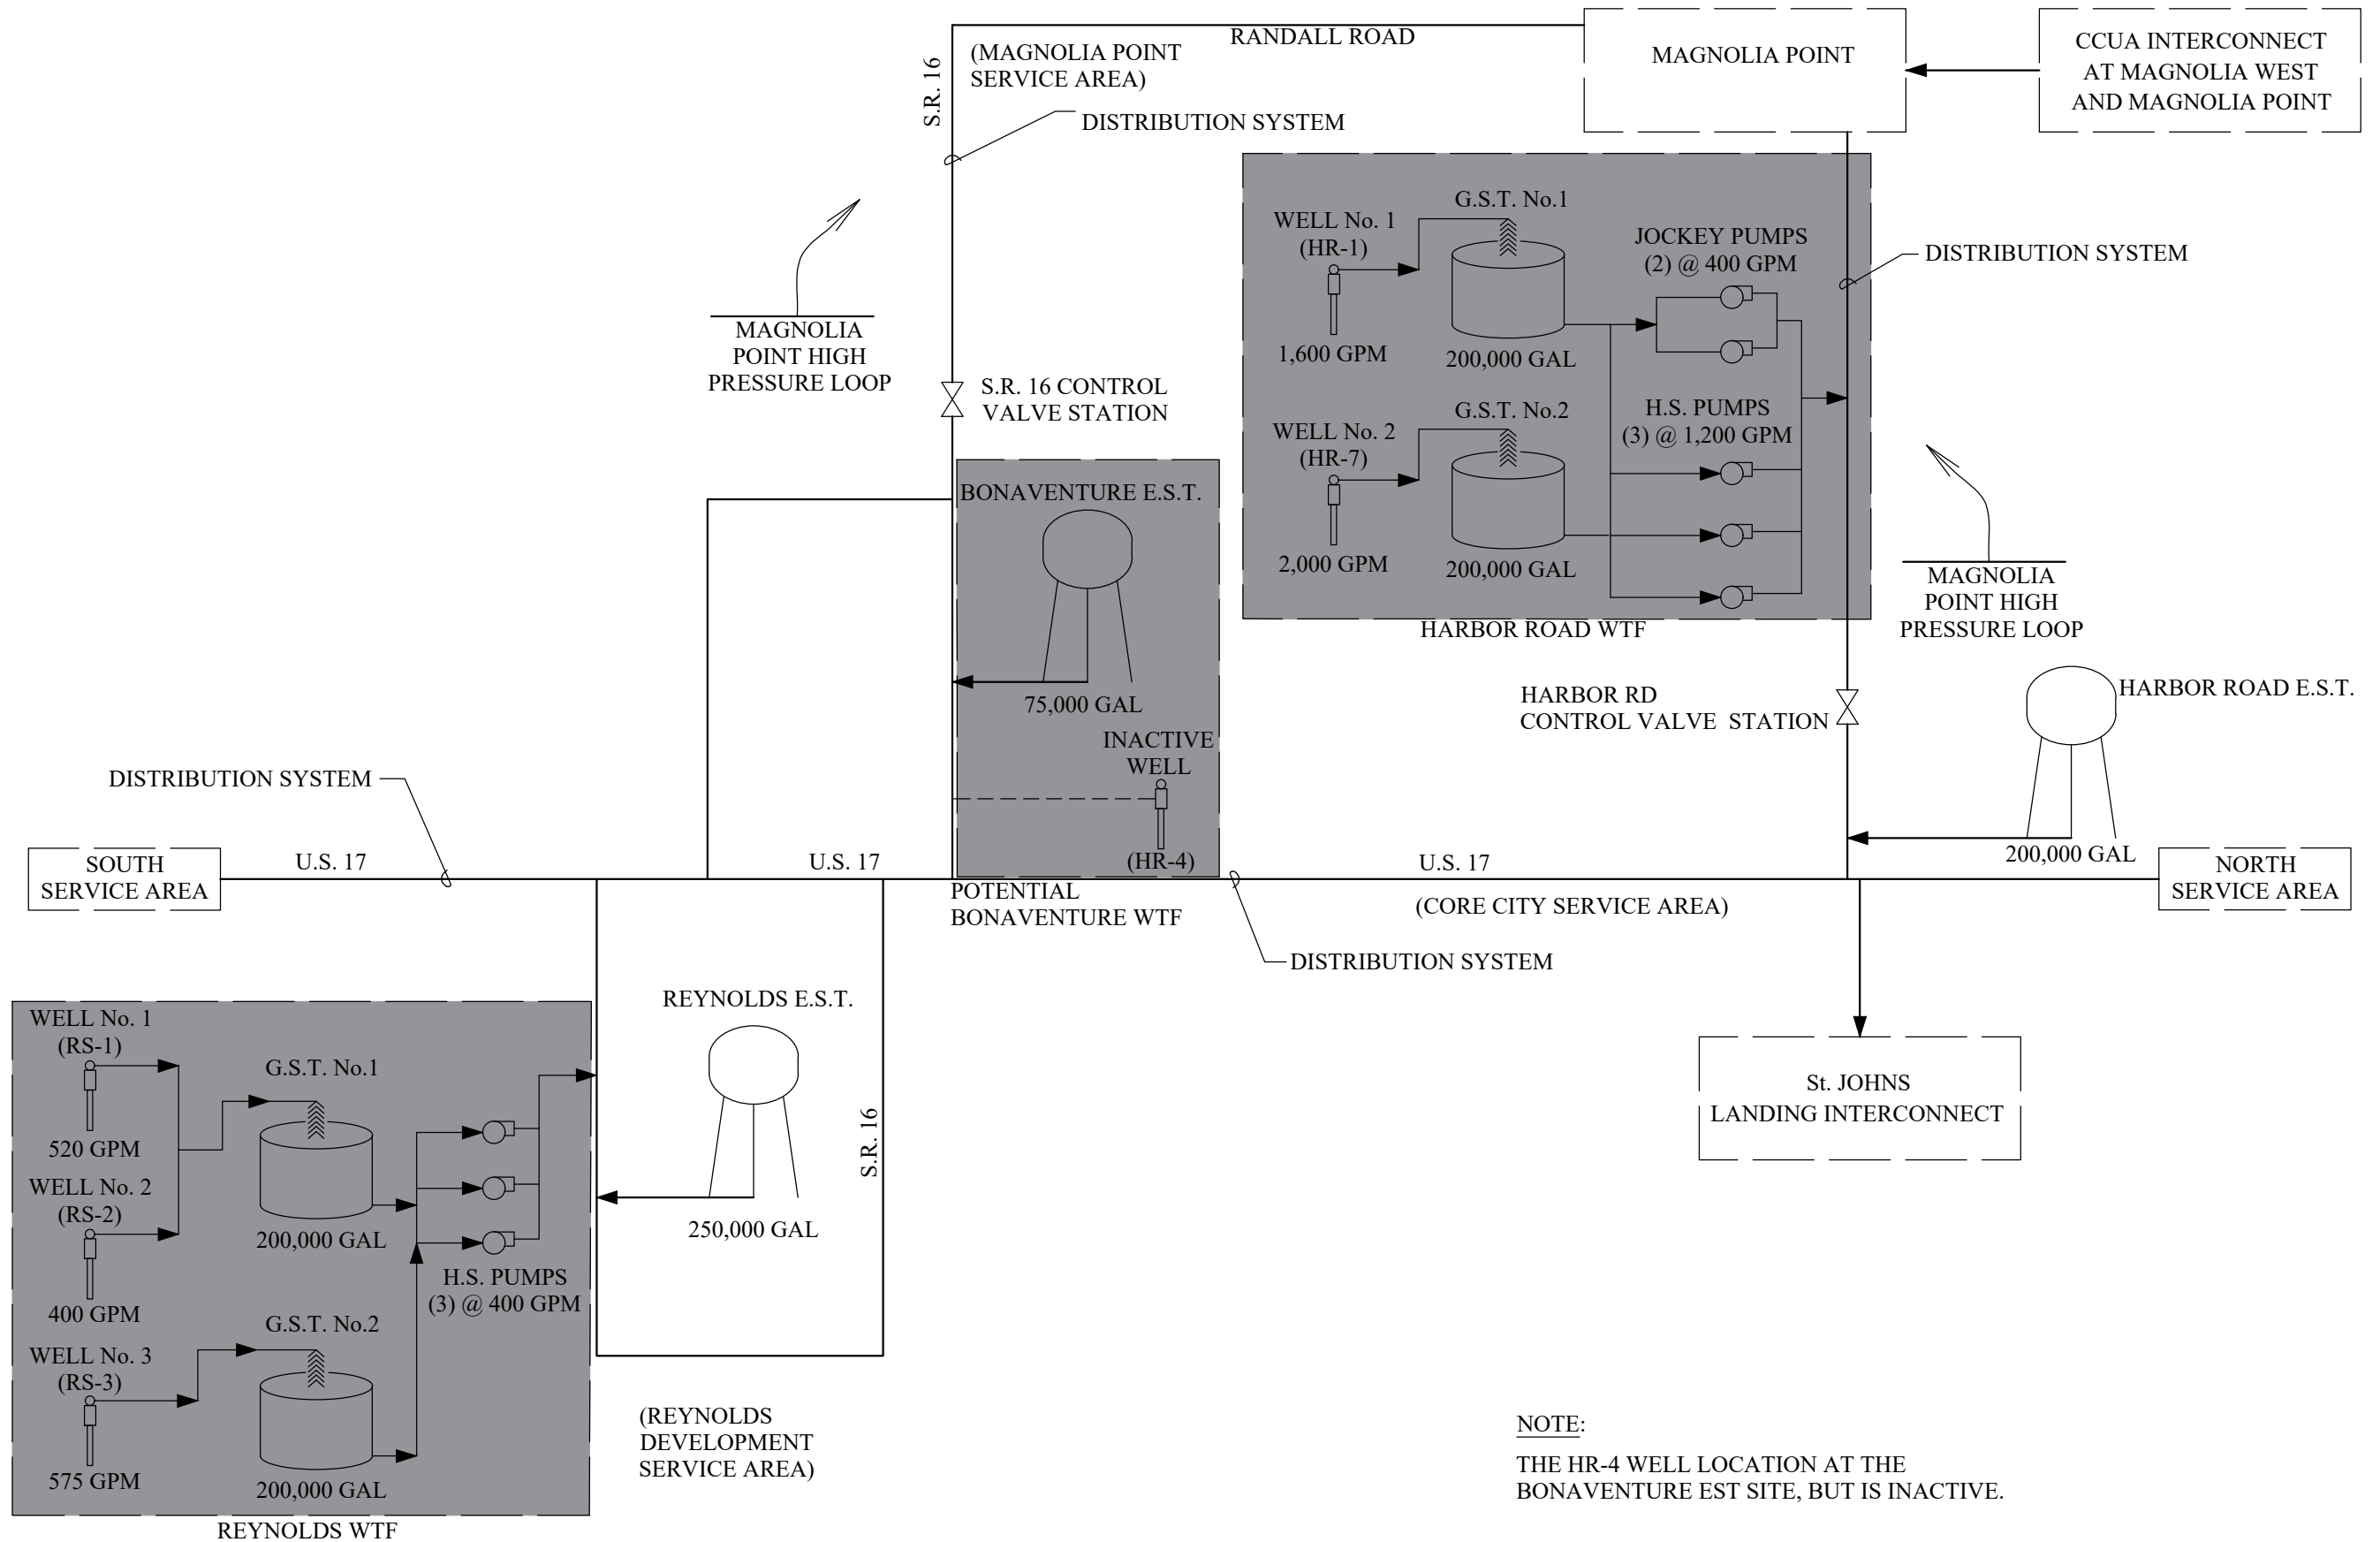 RANDALL ROAD
S.R. 16
(MAGNOLIA POINT
SERVICE AREA)
DISTRIBUTION SYSTEM
MAGNOLIA POINT
CCUA INTERCONNECT
AT MAGNOLIA WEST
AND MAGNOLIA POINT
MAGNOLIA
POINT HIGH
PRESSURE LOOP
S.R. 16 CONTROL
VALVE STATION
WELL No. 1
(HR-1)
1,600 GPM
G.S.T. No.1
200,000 GAL
JOCKEY PUMPS
(2) @ 400 GPM
DISTRIBUTION SYSTEM
WELL No. 2
(HR-7)
2,000 GPM
G.S.T. No.2
200,000 GAL
H.S. PUMPS
(3) @ 1,200 GPM
HARBOR ROAD WTF
MAGNOLIA
POINT HIGH
PRESSURE LOOP
BONAVENTURE E.S.T.
75,000 GAL
INACTIVE
WELL
(HR-4)
POTENTIAL
BONAVENTURE WTF
HARBOR RD
CONTROL VALVE  STATION
HARBOR ROAD E.S.T.
200,000 GAL
DISTRIBUTION SYSTEM
SOUTH
SERVICE AREA
U.S. 17
U.S. 17
U.S. 17
(CORE CITY SERVICE AREA)
NORTH
SERVICE AREA
DISTRIBUTION SYSTEM
St. JOHNS
LANDING INTERCONNECT
WELL No. 1
(RS-1)
520 GPM
WELL No. 2
(RS-2)
400 GPM
WELL No. 3
(RS-3)
575 GPM
G.S.T. No.1
200,000 GAL
G.S.T. No.2
200,000 GAL
H.S. PUMPS
(3) @ 400 GPM
REYNOLDS WTF
REYNOLDS E.S.T.
250,000 GAL
S.R. 16
(REYNOLDS
DEVELOPMENT
SERVICE AREA)
NOTE:
THE HR-4 WELL LOCATION AT THE
BONAVENTURE EST SITE, BUT IS INACTIVE.